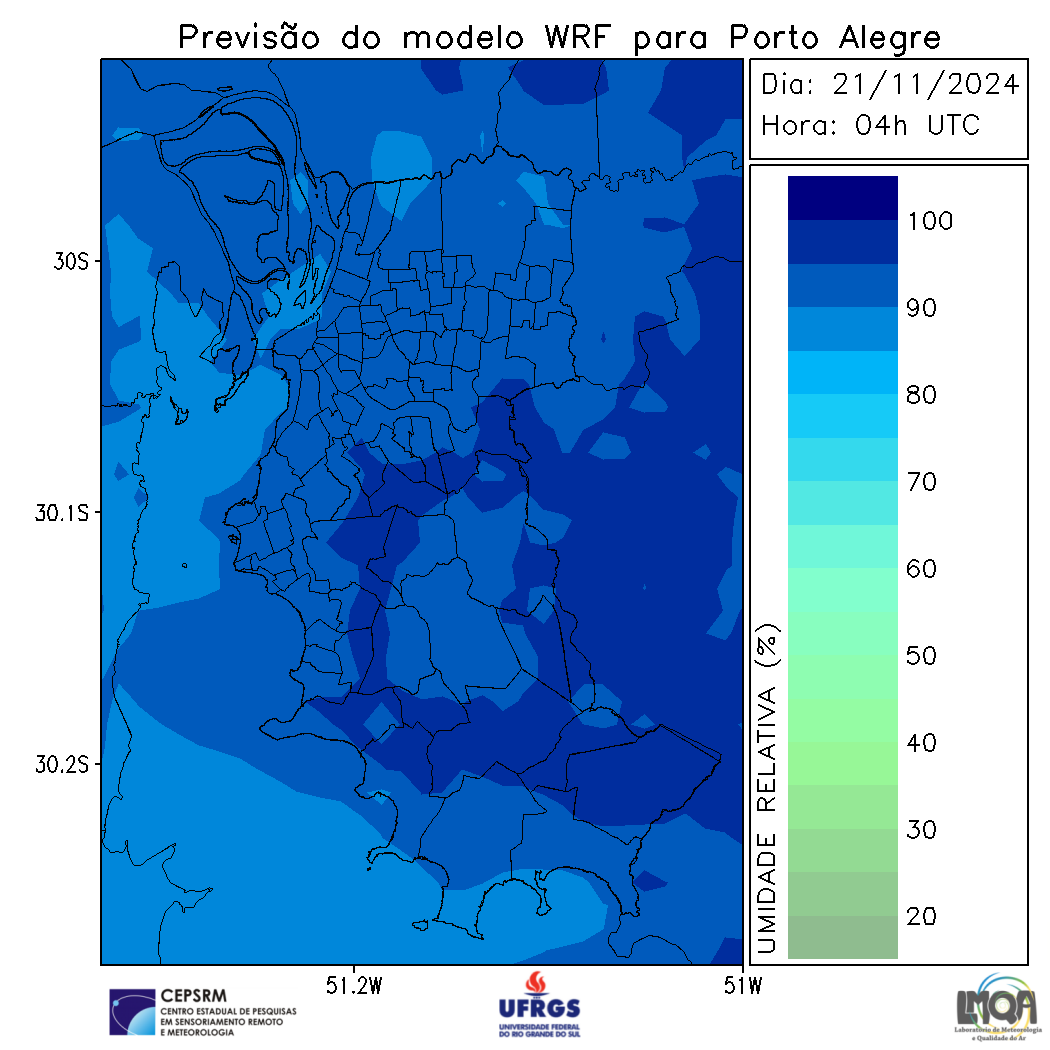 Previsão do modelo WRF para Porto Alegre
Dia: 21/11/2024
Hora: 04h UTC
30S
30.1S
30.2S
51.2W
51W
100
90
80
70
60
50
40
30
20
UMIDADE RELATIVA (%)
CEPSRM
CENTRO ESTADUAL DE PESQUISAS
EM SENSORIAMENTO REMOTO
E METEOROLOGIA
UFRGS
UNIVERSIDADE FEDERAL
DO RIO GRANDE DO SUL
LMQA
Laboratório de Meteorologia
e Qualidade do Ar